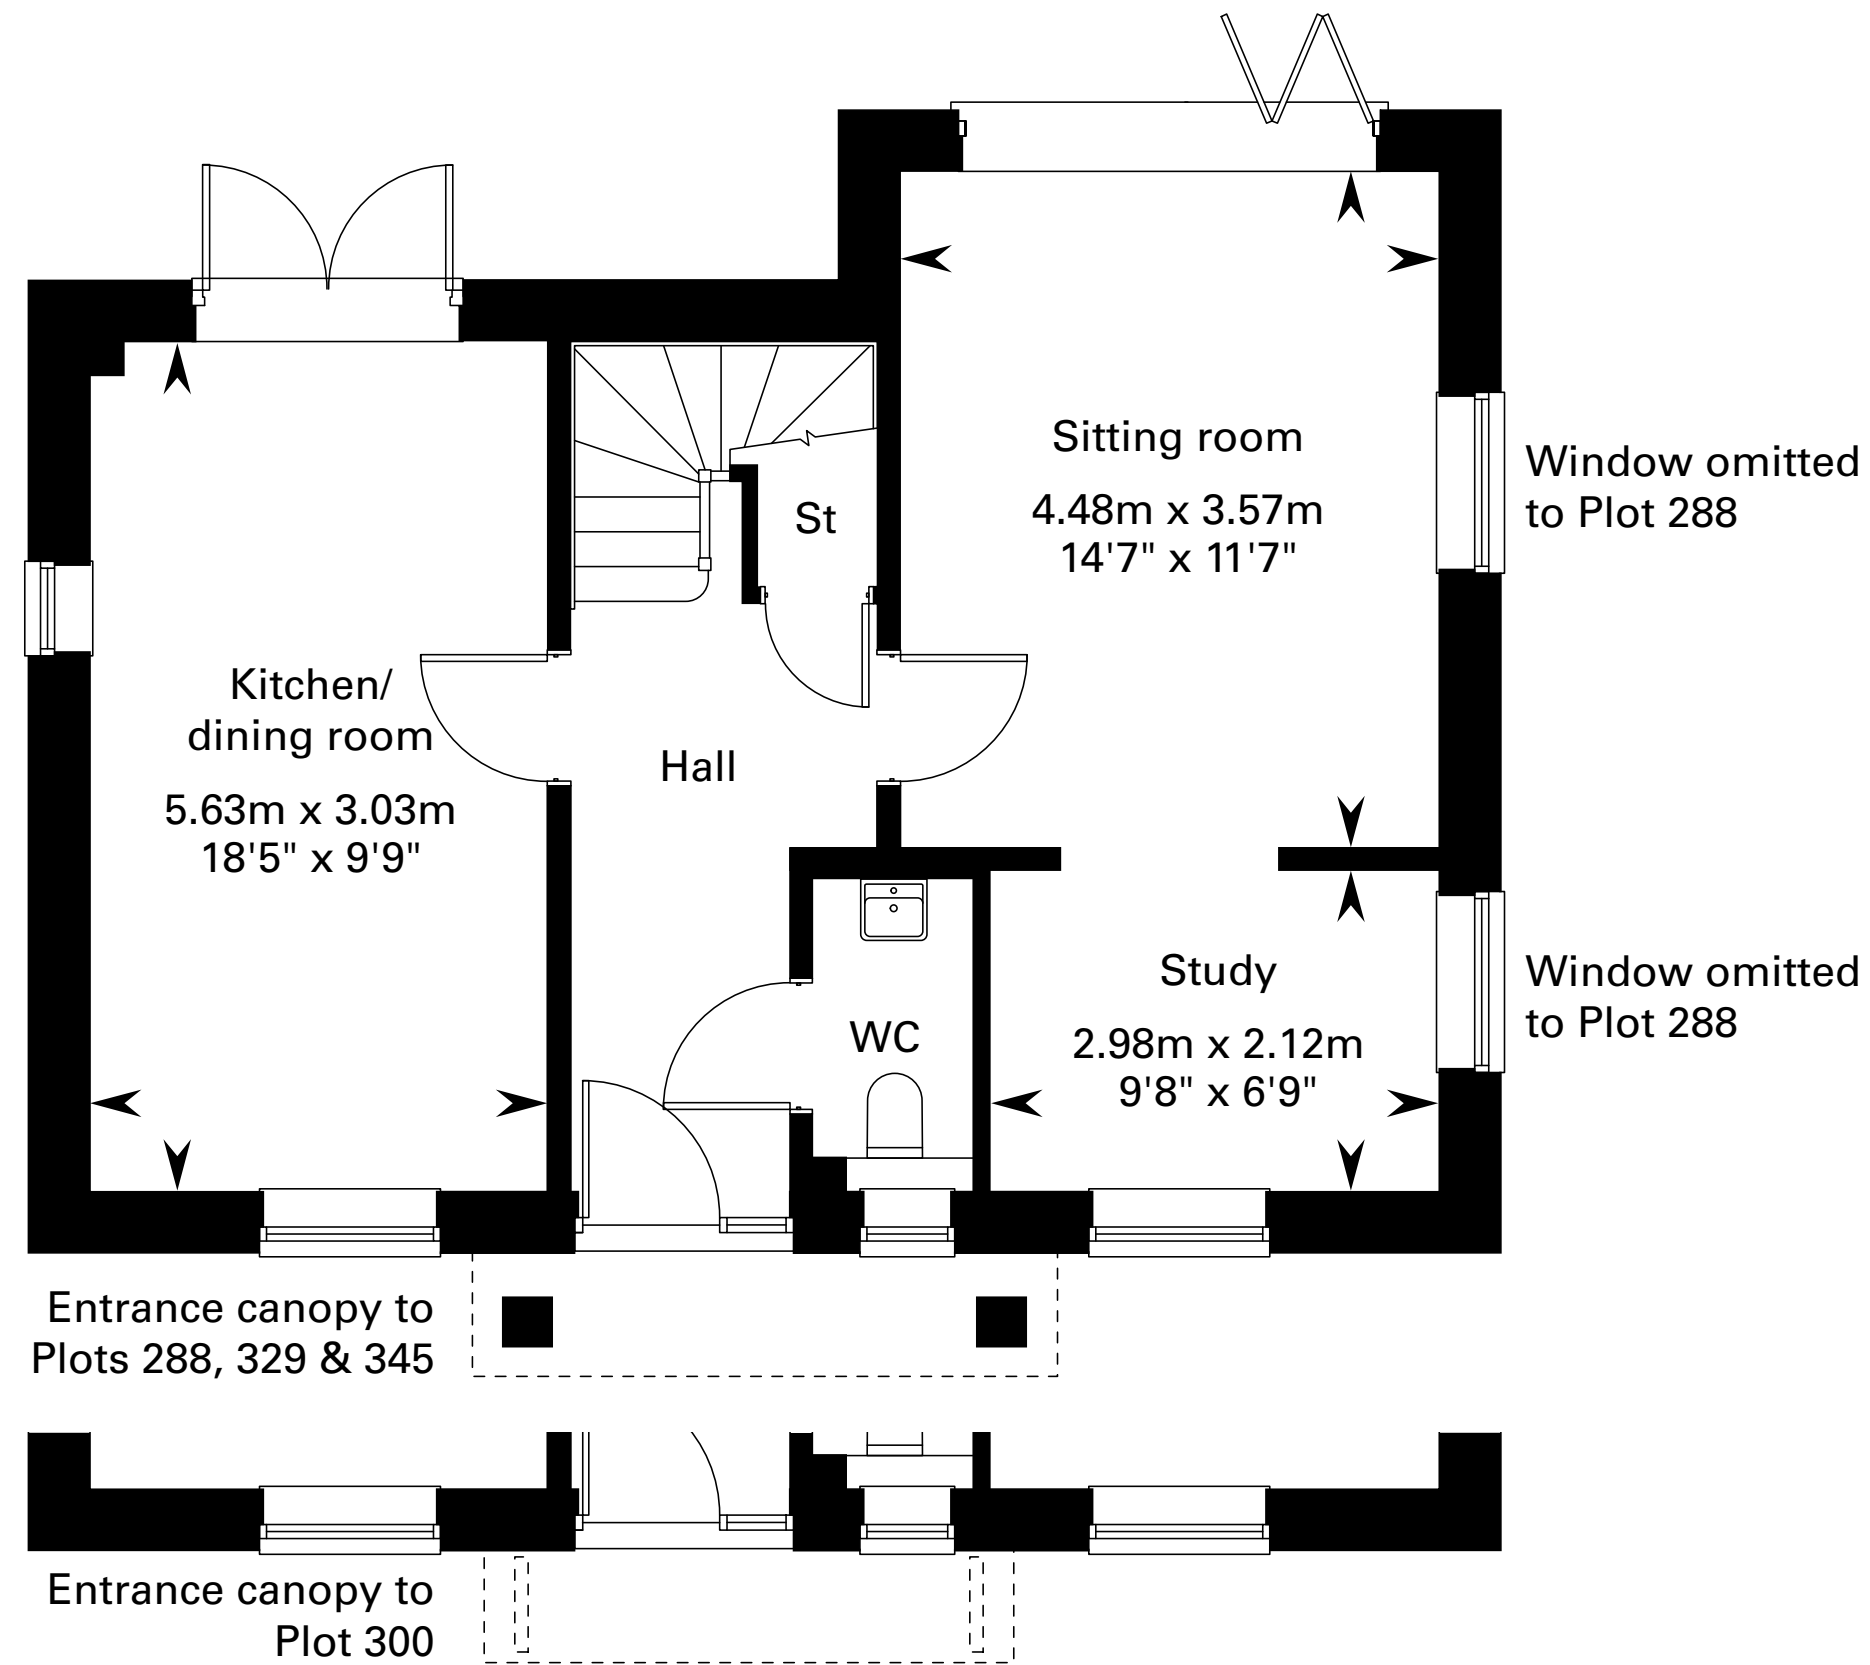 Sitting room
4.48m x 3.57m
14'7" x 11'7"
Window omitted
to Plot 288
St
Kitchen/
dining room
5.63m x 3.03m
18'5" x 9'9"
Hall
Study
2.98m x 2.12m
9'8" x 6'9"
WC
Window omitted
to Plot 288
Entrance canopy to
Plots 288, 329 & 345
Entrance canopy to
Plot 300